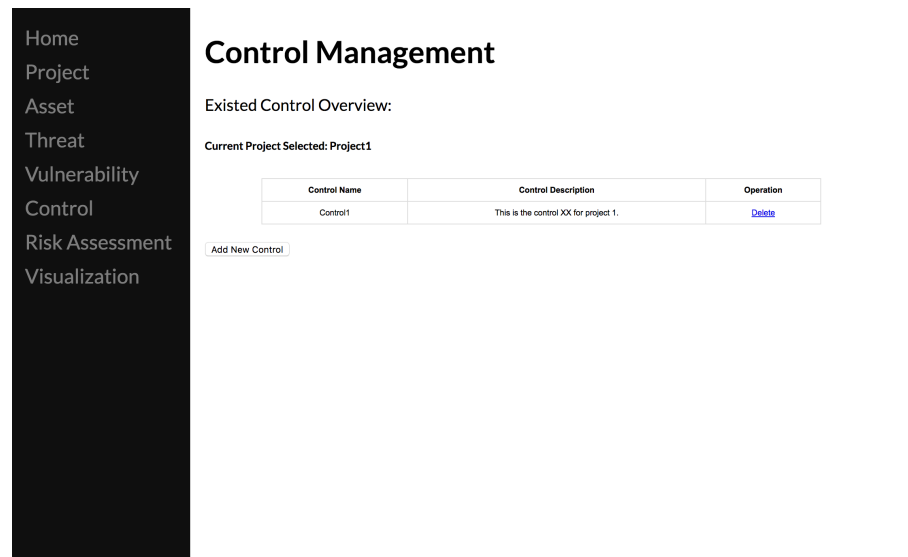 Home
Project
Asset
Threat
Vulnerability
Control
Risk Assessment
Visualization
Control Management
Existed Control Overview:
Current Project Selected: Project1
Control Name Control Description Operation
Control1 This is the control XX for project 1. Delete
Add New Control